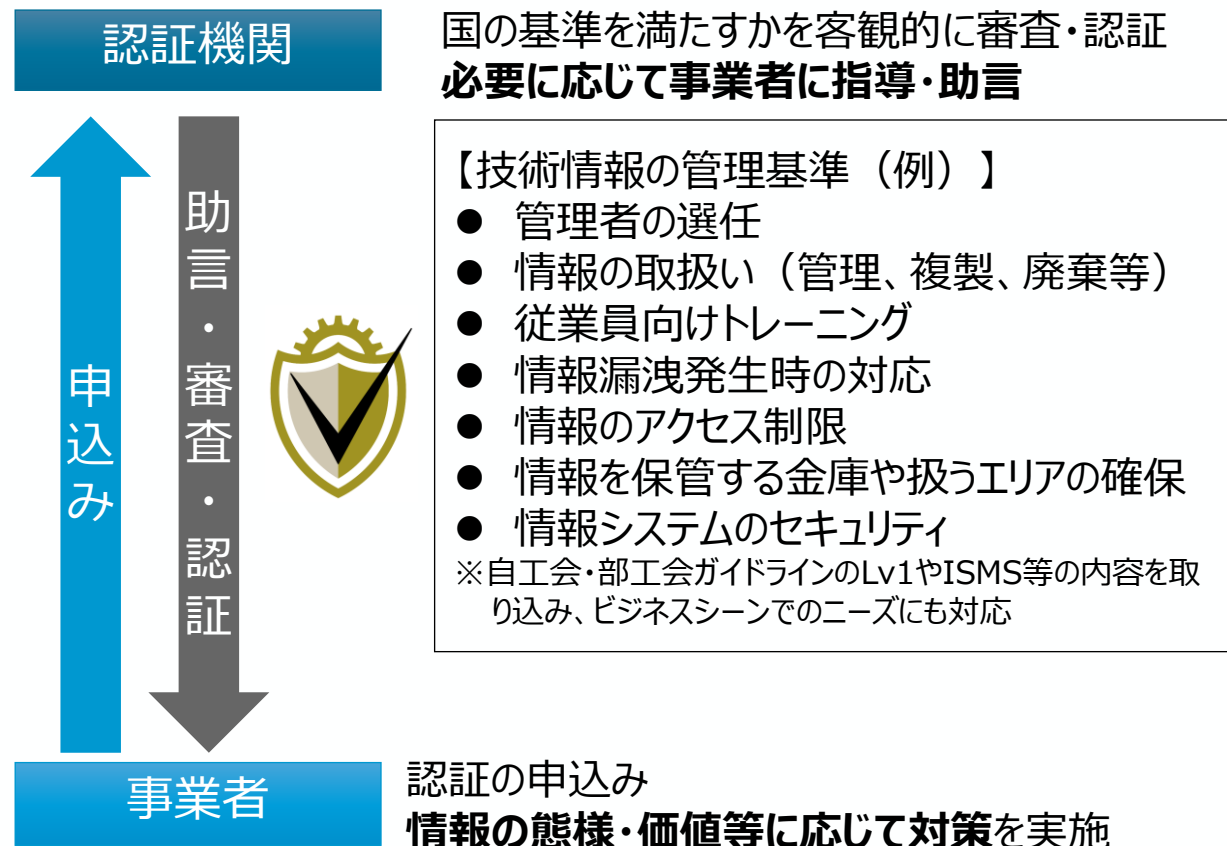 認証機関
国の基準を満たすかを客観的に審査・認証
必要に応じて事業者に指導・助言
申込み
助言・審査・認証
【技術情報の管理基準（例）】
● 管理者の選任
● 情報の取扱い（管理、複製、廃棄等）
● 従業員向けトレーニング
● 情報漏洩発生時の対応
● 情報のアクセス制限
● 情報を保管する金庫や扱うエリアの確保
● 情報システムのセキュリティ
※自工会・部工会ガイドラインのLv1やISMS等の内容を取
り込み、ビジネスシーンでのニーズにも対応
事業者
認証の申込み
情報の態様・価値等に応じて対策を実施